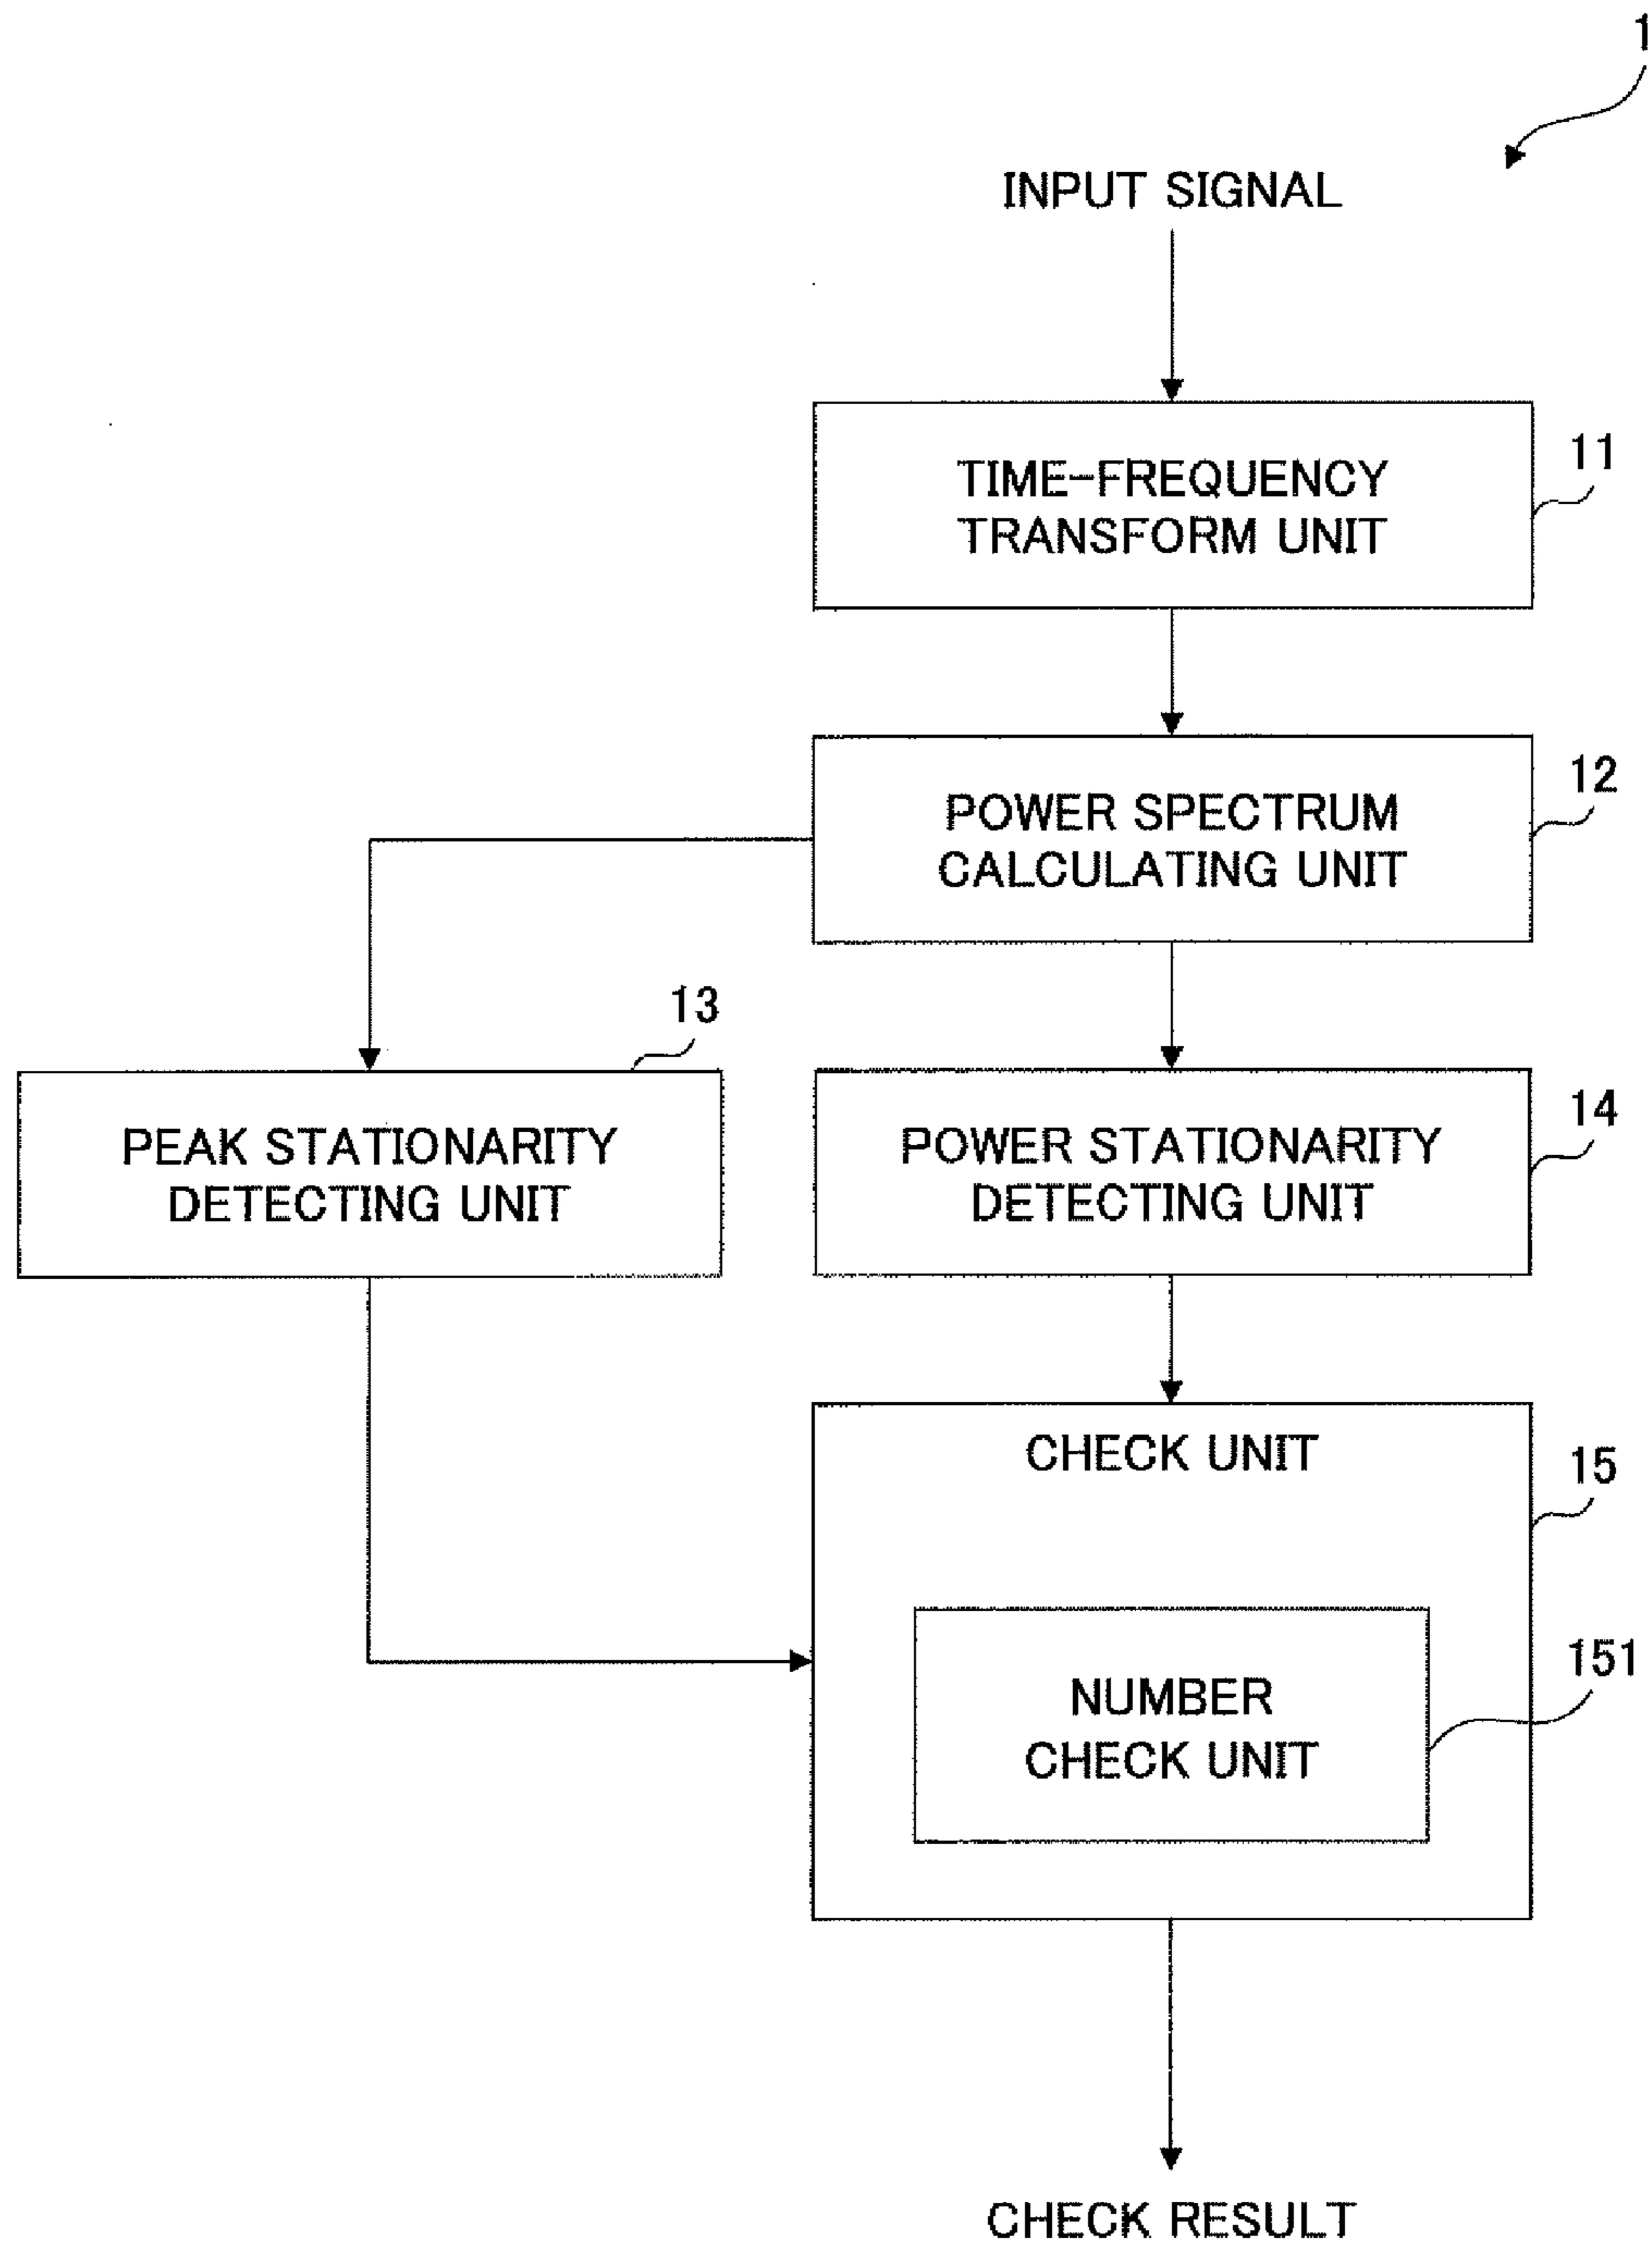 1
INPUT SIGNAL
11
TIME-FREQUENCY
TRANSFORM UNIT
12
POWER SPECTRUM
CALCULATING UNIT
13
PEAK STATIONARITY
DETECTING UNIT
14
POWER STATIONARITY
DETECTING UNIT
CHECK UNIT
15
NUMBER
CHECK UNIT
151
CHECK RESULT